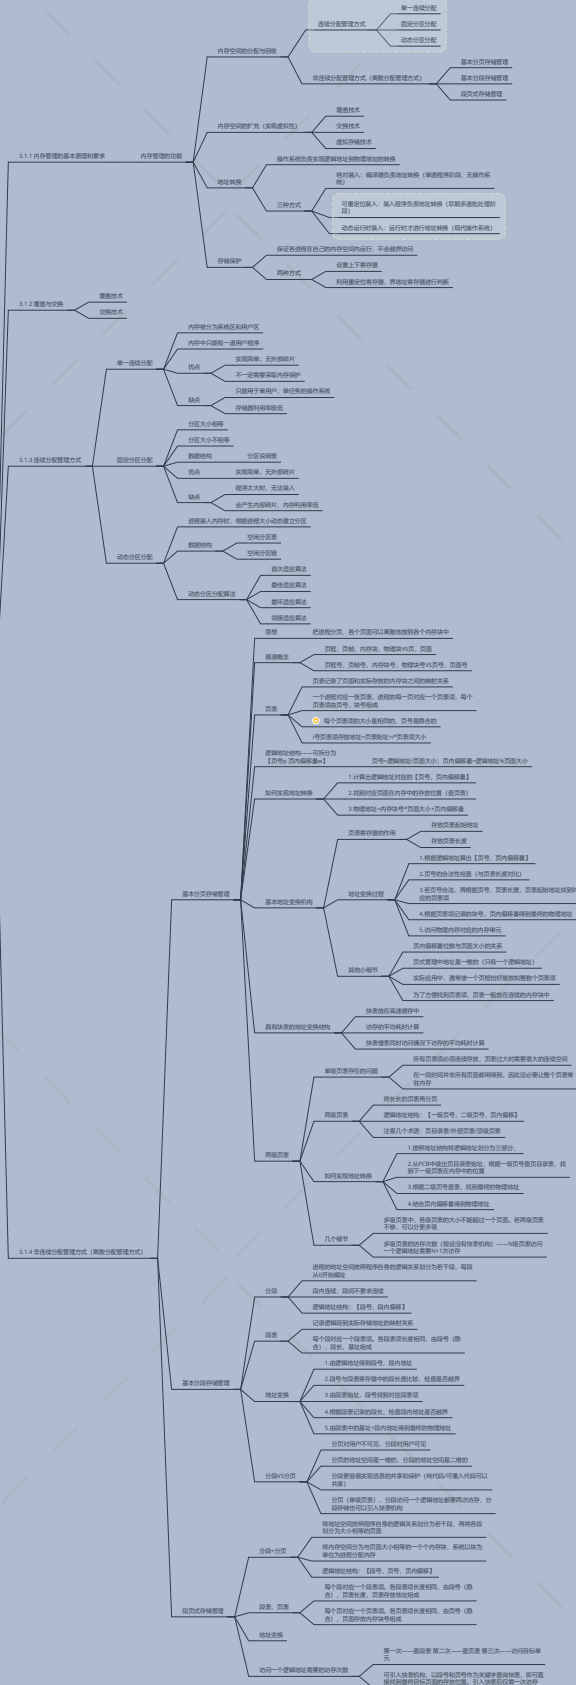 单一连续分配
连续分配管理方式
固定分区分配
动态分区分配
内存空间的分配与回收
基本分页存储管理
非连续分配管理方式（离散分配管理方式）
基本分段存储管理
段页式存储管理
覆盖技术
内存空间的扩充（实现虚拟性）
交换技术
虚拟存储技术
3.1.1 内存管理的基本原理和要求
内存管理的功能
操作系统负责实现逻辑地址到物理地址的转换
地址转换
绝对装入：编译器负责地址转换（单道程序阶段，无操作系
统）
三种方式
可重定位装入：装入程序负责地址转换（早期多道批处理阶
段）
动态运行时装入：运行时才进行地址转换（现代操作系统）
保证各进程在自己的内存空间内运行，不会越界访问
存储保护
设置上下寄存器
两种方式
利用重定位寄存器、界地址寄存器进行判断
3.1.2 覆盖与交换
覆盖技术
交换技术
内存被分为系统区和用户区
内存中只能有一道用户程序
单一连续分配
优点
实现简单；无外部碎片
不一定需要采取内存保护
缺点
只能用于单用户、单任务的操作系统
存储器利用率极低
分区大小相等
分区大小不相等
3.1.3 连续分配管理方式
固定分区分配
数据结构
分区说明表
优点
实现简单，无外部碎片
缺点
程序太大时，无法装入
会产生内部碎片，内存利用率低
进程装入内存时，根据进程大小动态建立分区
动态分区分配
数据结构
空闲分区表
空闲分区链
动态分区分配算法
首次适应算法
最佳适应算法
最坏适应算法
邻接适应算法
思想
把进程分页，各个页面可以离散地放到各个内存块中
易混概念
页框、页帧、内存块、物理块VS页、页面
页框号、页帧号、内存块号、物理块号VS页号、页面号
页表
页表记录了页面和实际存放的内存块之间的映射关系
一个进程对应一张页表，进程的每一页对应一个页表项，每个
页表项由页号、块号组成
每个页表项的大小是相同的，页号是隐含的
i号页表项存放地址=页表始址+i*页表项大小
逻辑地址结构——可拆分为
【页号p 页内偏移量w】
页号=逻辑地址/页面大小，页内偏移量=逻辑地址%页面大小
如何实现地址转换
1.计算出逻辑地址对应的【页号，页内偏移量】
2.找到对应页面在内存中的存放位置（查页表）
3.物理地址=内存块号*页面大小+页内偏移量
页表寄存器的作用
存放页表起始地址
存放页表长度
基本分页存储管理
基本地址变换机构
地址变换过程
1.根据逻辑地址算出【页号，页内偏移量】
2.页号的合法性检查（与页表长度对比）
3.若页号合法，再根据页号、页表长度、页表起始地址找到对
应的页表项
4.根据页表项记录的块号、页内偏移量得到最终的物理地址
5.访问物理内存对应的内存单元
其他小细节
页内偏移量位数与页面大小的关系
页式管理中地址是一维的（只有一个逻辑地址）
实际应用中，通常使一个页框恰好能放如整数个页表项
为了方便找到页表项，页表一般放在连续的内存块中
具有块表的地址变换结构
快表放在高速缓存中
访存的平均耗时计算
快表慢表同时访问情况下访存的平均耗时计算
两级页表
单级页表存在的问题
所有页表项必须连续存放，页表过大时需要很大的连续空间
在一段时间并非所有页面都用得到，因此没必要让整个页表常
驻内存
两级页表
将长长的页表再分页
逻辑地址结构：【一级页号，二级页号，页内偏移】
注意几个术语：页目录表/外层页表/顶级页表
如何实现地址转换
1.按照地址结构将逻辑地址划分为三部分。
2.从PCB中读出页目录表始址，根据一级页号查页目录表，找
到下一级页表在内存中的位置
3.根据二级页号查表，找到最终的物理地址
4.结合页内偏移量得到物理地址
几个细节
多级页表中，各级页表的大小不能超过一个页面。若两级页表
不够，可以分更多级
多级页表的访存次数（假设没有快表机构）——N级页表访问
一个逻辑地址需要N+1次访存
3.1.4 非连续分配管理方式（离散分配管理方式）
分段
进程的地址空间按照程序自身的逻辑关系划分为若干段，每段
从0开始编址
段内连续，段间不要求连续
逻辑地址结构：【段号，段内偏移】
段表
记录逻辑段到实际存储地址的映射关系
每个段对应一个段表项。各段表项长度相同，由段号（隐
含）、段长、基址组成
基本分段存储管理
地址变换
1.由逻辑地址得到段号、段内地址
2.段号与段表寄存器中的段长度比较，检查是否越界
3.由段表始址、段号找到对应段表项
4.根据段表记录的段长，检查段内地址是否越界
5.由段表中的基址+段内地址得到最终的物理地址
分段VS分页
分页对用户不可见，分段对用户可见
分页的地址空间是一维的，分段的地址空间是二维的
分段更容易实现信息的共享和保护（纯代码/可重入代码可以
共享）
分页（单级页表）、分段访问一个逻辑地址都要两次访存，分
段存储也可以引入快表机构
分段+分页
将地址空间按照程序自身的逻辑关系划分为若干段，再将各段
划分为大小相等的页面
将内存空间分为与页面大小相等的一个个内存块，系统以块为
单位为进程分配内存
逻辑地址结构：【段号，页号，页内偏移】
段页式存储管理
段表、页表
每个段对应一个段表项。各段表项长度相同，由段号（隐
含）、页表长度、页表存放地址组成
每个页对应一个页表项。各页表项长度相同，由页号（隐
含）、页面存放内存块号组成
地址变换
访问一个逻辑地址需要的访存次数
第一次——查段表 第二次——查页表 第三次——访问目标单
元
可引入快表机构，以段号和页号作为关键字查询快表，即可直
接找到最终目标页面的存放位置，引入快表后仅需一次访存